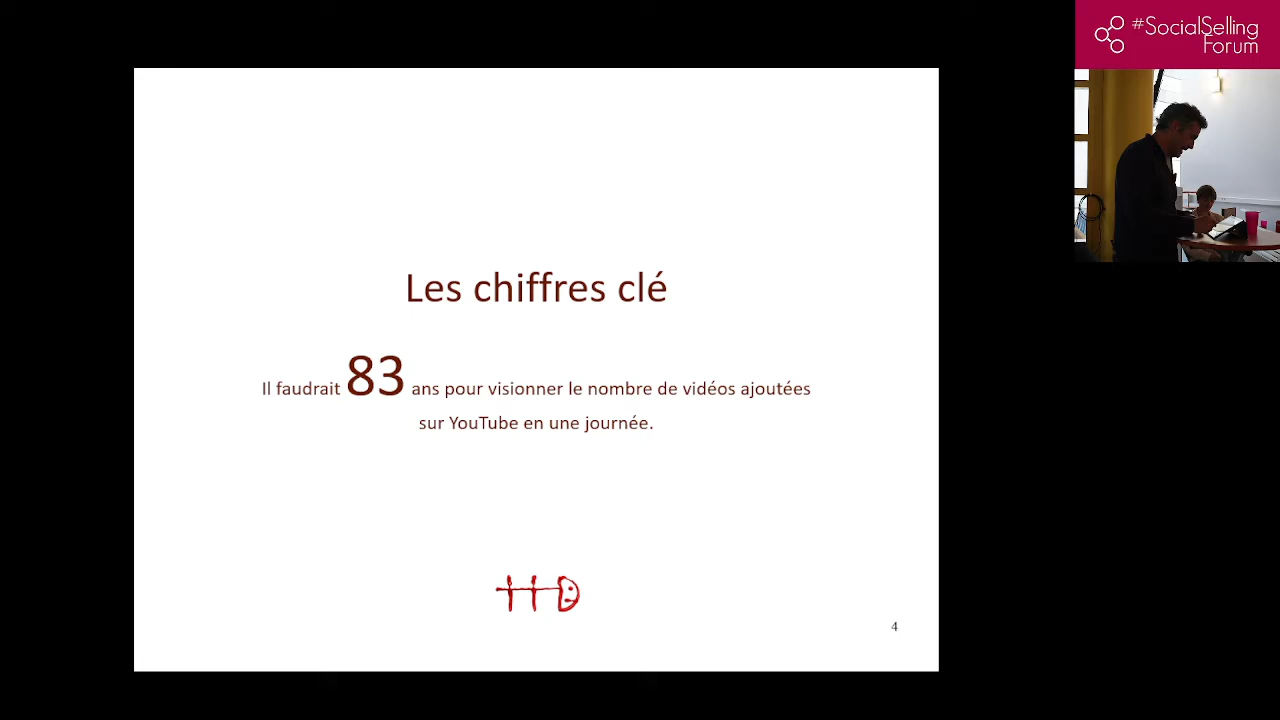 #SocialSelling
Forum
Les chiffres clé
Il faudrait 83 ans pour visionner le nombre de vidéos ajoutées
sur YouTube en une journée.
4